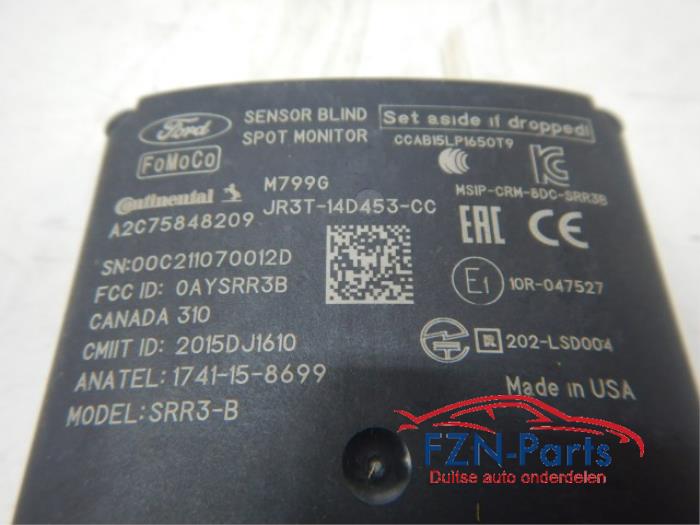 Ford
SENSOR BLIND
SPOT MONITOR
Set aside if dropped!
CCAB15LP1650T9
FoMoCo
Continental
M799G
MSIP-CRM-8DC-SRR3B
A2C75848209
JR3T-14D453-CC
EAC CE
SN:00C211070012D
FCC ID: OAYSRR3B
E1 10R-047527
CANADA 310
CMIIT ID: 2015DJ1610
R 202-LSD004
ANATEL: 1741-15-8699
Made in USA
MODEL: SRR3-B
FZN-Parts
Duitse auto onderdelen